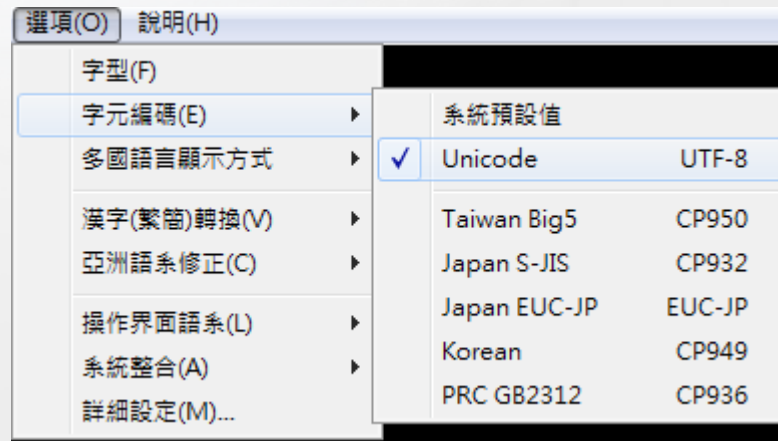 選項(O) 說明(H)
字型(F)
字元編碼(E)
多國語言顯示方式
漢字(繁簡)轉換(V)
亞洲語系修正(C)
操作界面語系(L)
系統整合(A)
詳細設定(M)...
系統預設值
Unicode UTF-8
Taiwan Big5 CP950
Japan S-JIS CP932
Japan EUC-JP EUC-JP
Korean CP949
PRC GB2312 CP936